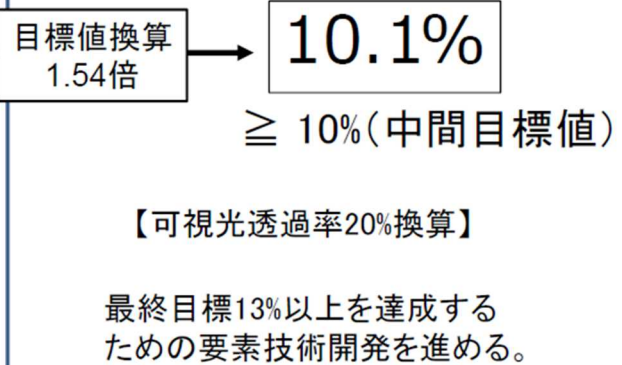 目標値換算
1.54倍
10.1%
≧ 10%(中間目標値)
【可視光透過率20%換算】
最終目標13%以上を達成する
ための要素技術開発を進める。